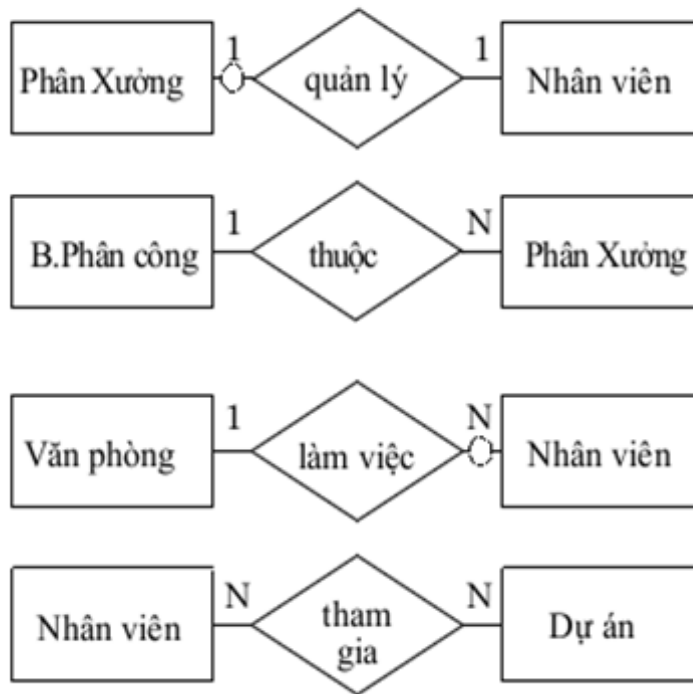 Phân Xưởng 1 quản lý 1 Nhân viên
B.Phân công 1 thuộc N Phân Xưởng
Văn phòng 1 làm việc N Nhân viên
Nhân viên N tham gia N Dự án